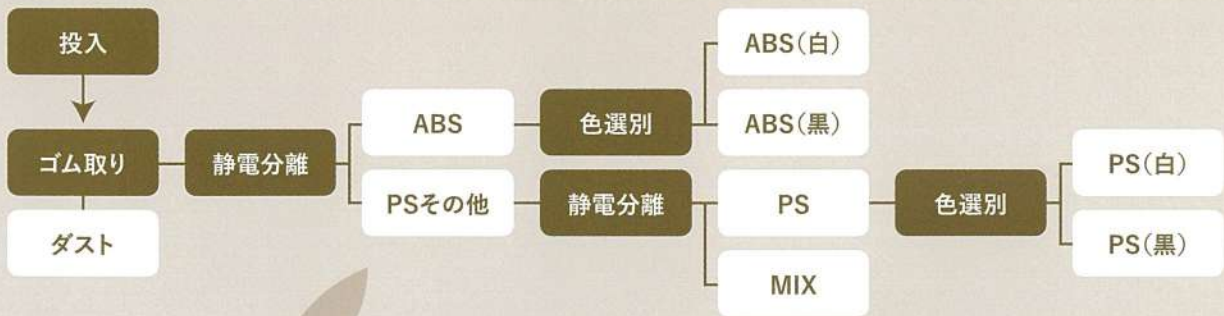 投入
ゴム取り
ダスト
静電分離
ABS
PSその他
色選別
静電分離
ABS(白)
ABS(黒)
PS
MIX
色選別
PS(白)
PS(黒)